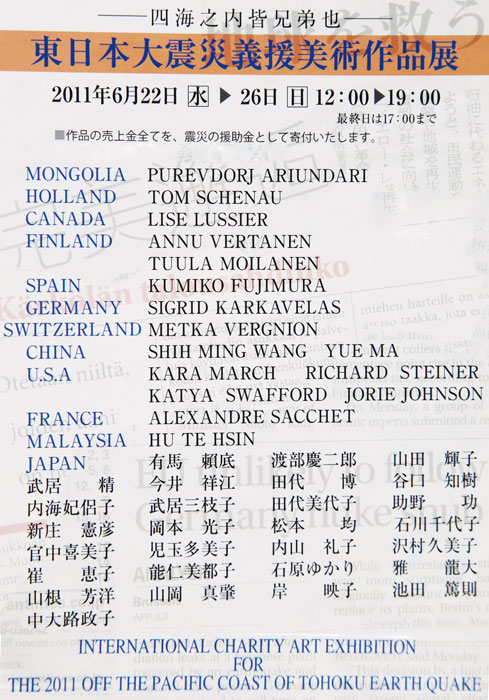 四海之内皆兄弟也
東日本大震災義援美術作品展
2011年6月22日 水 ▶ 26日 日 12:00▶19:00
最終日は17:00まで
■作品の売上金全てを、震災の援助金として寄付いたします。
MONGOLIA PUREVDORJ ARIUNDARI
HOLLAND TOM SCHENAU
CANADA LISE LUSSIER
FINLAND ANNU VERTANEN
TUULA MOILANEN
SPAIN KUMIKO FUJIMURA
GERMANY SIGRID KARKAVELAS
SWITZERLAND METKA VERGNION
CHINA SHIH MING WANG YUE MA
U.S.A KARA MARCH RICHARD STEINER
KATYA SWAFFORD JORIE JOHNSON
FRANCE ALEXANDRE SACCHET
MALAYSIA HU TE HSIN
JAPAN 有馬 頼底 渡部慶二郎 山田 輝子
武居 精 今井 祥江 田代 博 谷口 知樹
内海妃侶子 武居三枝子 田代美代子 助野 功
新庄 憲彦 岡本 光子 松本 均 石川千代子
官中喜美子 児玉多美子 内山 礼子 沢村久美子
崔 恵子 能仁美都子 石原ゆかり 雅 龍大
山根 芳洋 山岡 真肇 岸 映子 池田 篤則
中大路政子
INTERNATIONAL CHARITY ART EXHIBITION
FOR
THE 2011 OFF THE PACIFIC COAST OF TOHOKU EARTH QUAKE